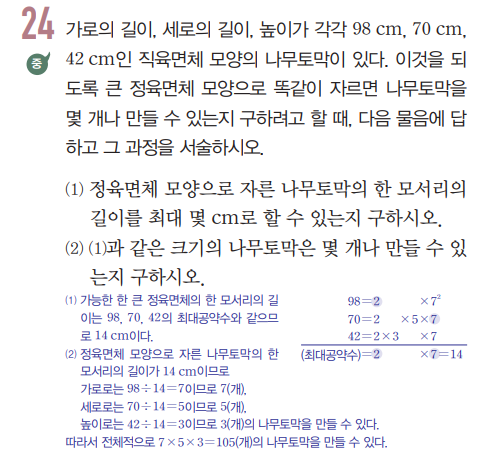 24
중
가로의 길이, 세로의 길이, 높이가 각각 98 cm, 70 cm,
42 cm인 직육면체 모양의 나무토막이 있다. 이것을 되
도록 큰 정육면체 모양으로 똑같이 자르면 나무토막을
몇 개나 만들 수 있는지 구하려고 할 때, 다음 물음에 답
하고 그 과정을 서술하시오.
⑴ 정육면체 모양으로 자른 나무토막의 한 모서리의
길이를 최대 몇 cm로 할 수 있는지 구하시오.
⑵ ⑴과 같은 크기의 나무토막은 몇 개나 만들 수 있
는지 구하시오.
⑴ 가능한 한 큰 정육면체의 한 모서리의 길
이는 98, 70, 42의 최대공약수와 같으므
로 14 cm이다.
98=2 ×7²
70=2 ×5×7
42=2×3 ×7
(최대공약수)=2 ×7=14
⑵ 정육면체 모양으로 자른 나무토막의 한
모서리의 길이가 14 cm이므로
가로로는 98÷14=7이므로 7(개),
세로로는 70÷14=5이므로 5(개),
높이로는 42÷14=3이므로 3(개)의 나무토막을 만들 수 있다.
따라서 전체적으로 7×5×3=105(개)의 나무토막을 만들 수 있다.